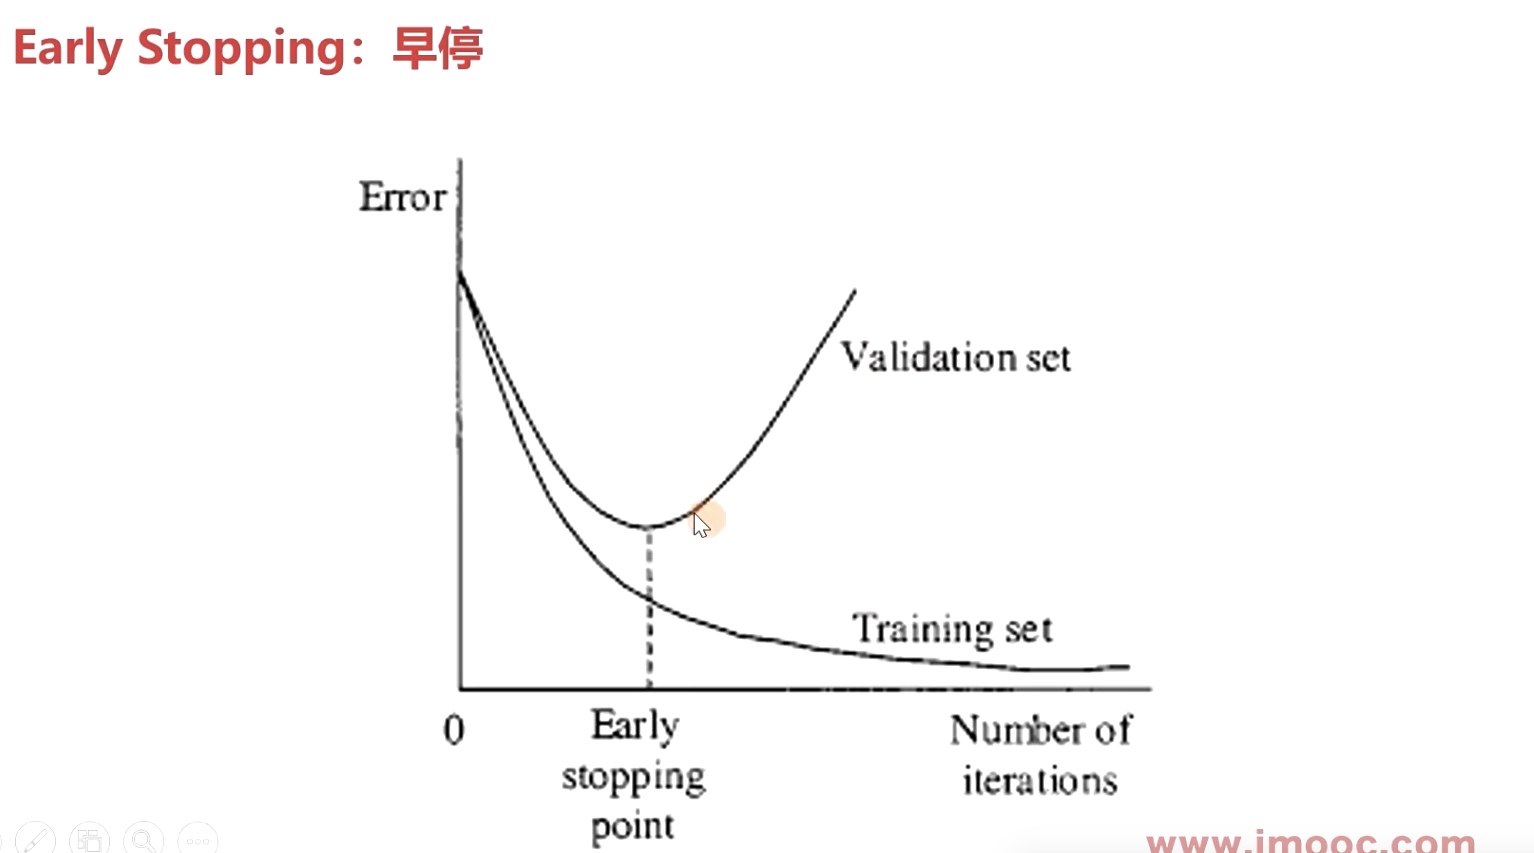 Early Stopping：早停
Error
Validation set
Training set
0
Early
stopping
point
Number of
iterations
www.imooc.com